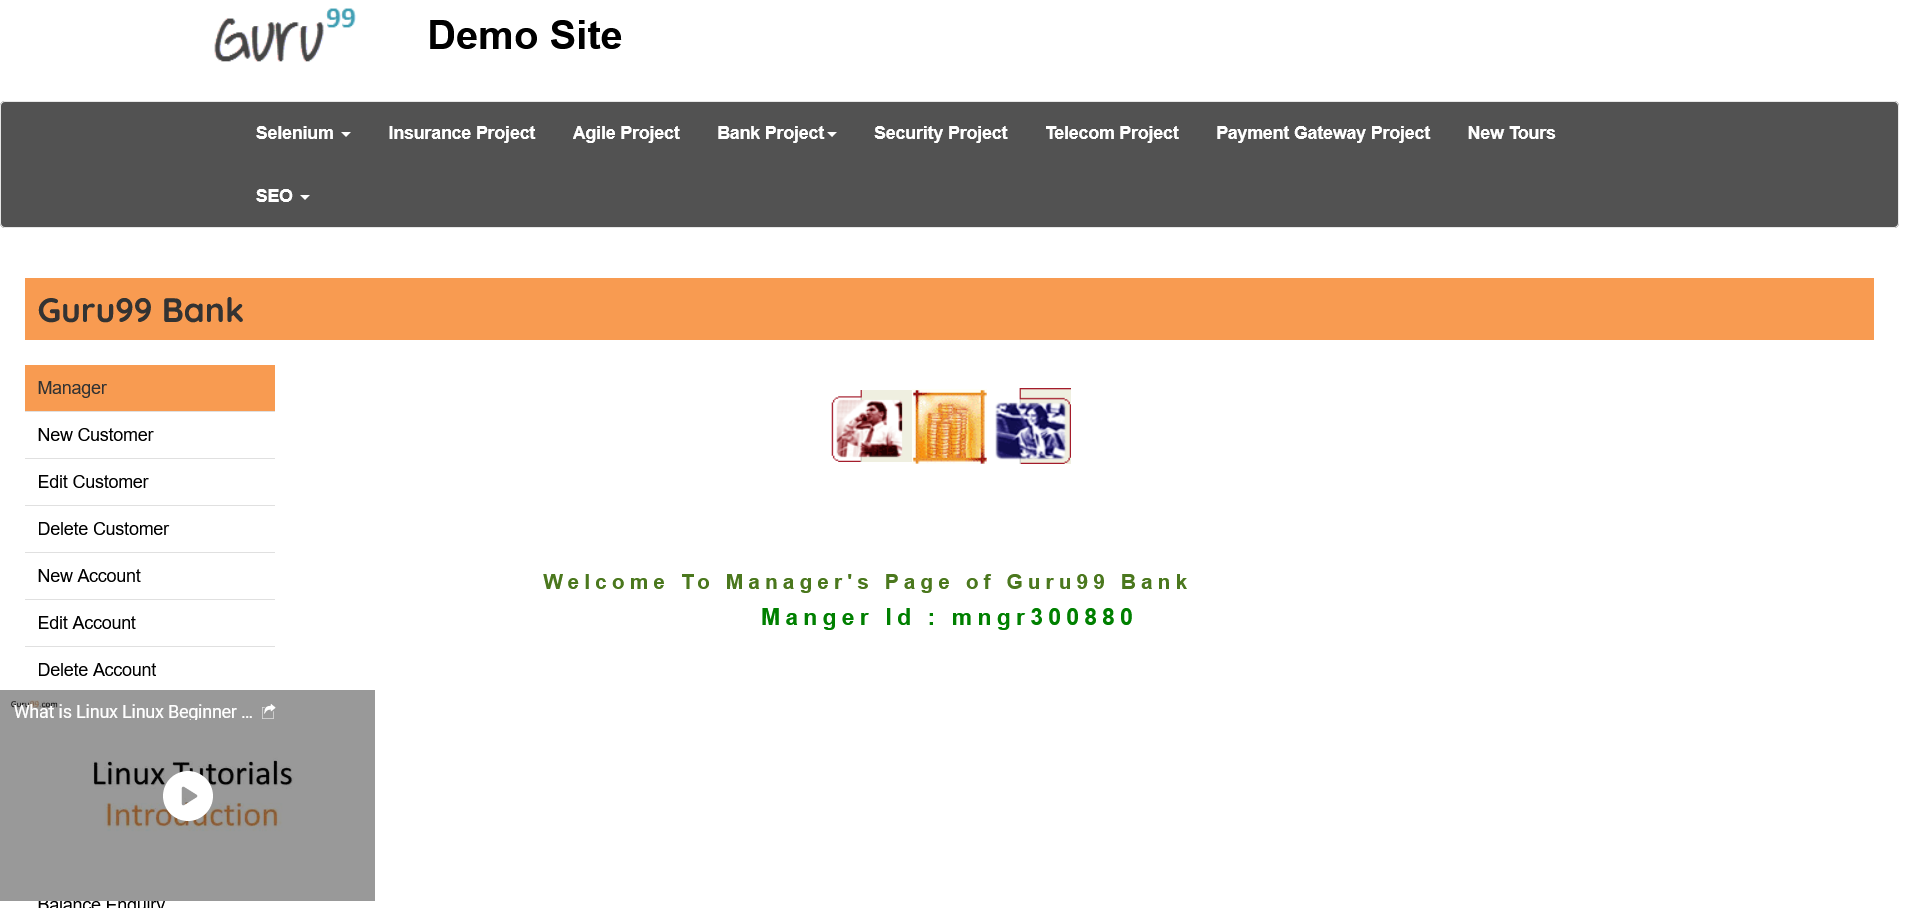 Guru99
Demo Site
Selenium Insurance Project Agile Project Bank Project Security Project Telecom Project Payment Gateway Project New Tours
SEO
Guru99 Bank
Manager
New Customer
Edit Customer
Delete Customer
New Account
Edit Account
Delete Account
Welcome To Manager's Page of Guru99 Bank
Manger Id : mngr300880
Guru99.com
What is Linux Linux Beginner ...
Linux Tutorials
Introduction
Balance Enquiry